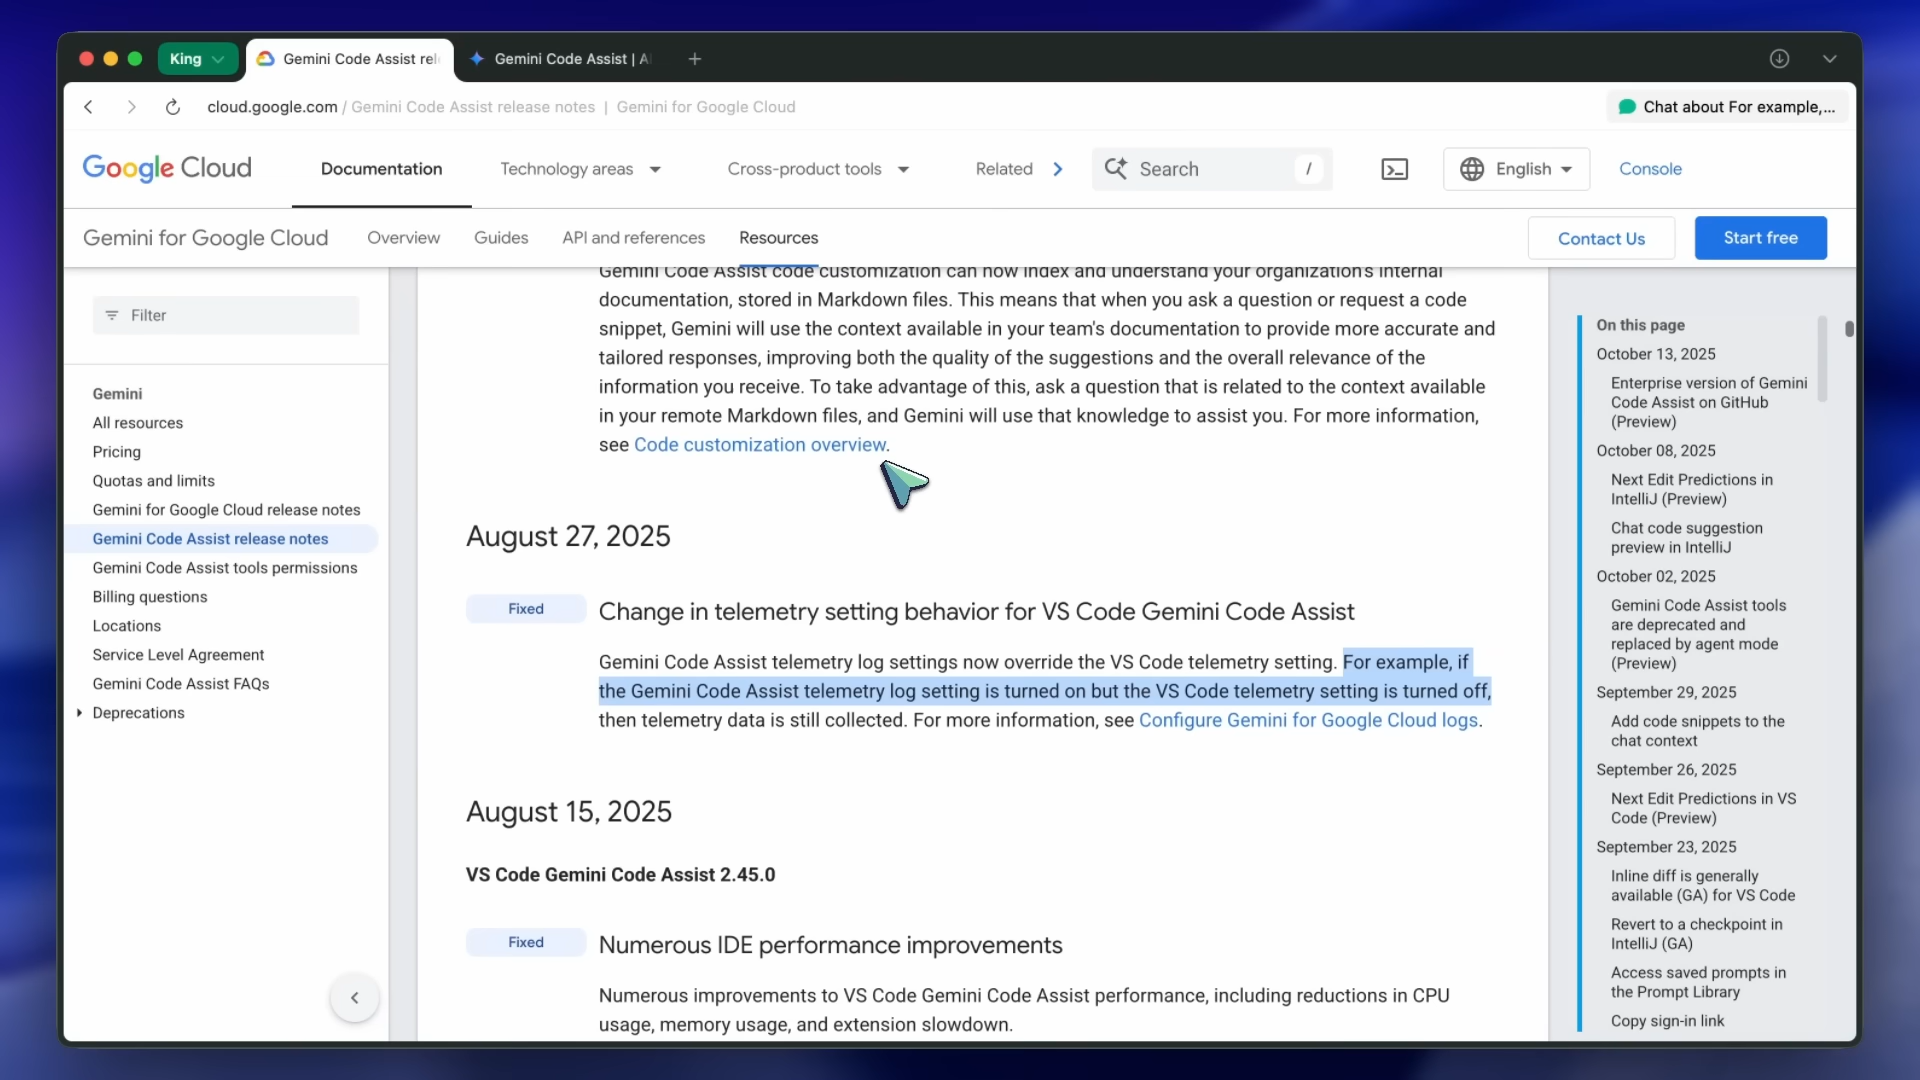 King
Gemini Code Assist rel
Gemini Code Assist | AI
cloud.google.com / Gemini Code Assist release notes | Gemini for Google Cloud
Chat about For example,...
Google Cloud
Documentation
Technology areas
Cross-product tools
Related
Search
/
English
Console
Gemini for Google Cloud
Overview
Guides
API and references
Resources
Contact Us
Start free
Filter
Gemini
All resources
Pricing
Quotas and limits
Gemini for Google Cloud release notes
Gemini Code Assist release notes
Gemini Code Assist tools permissions
Billing questions
Locations
Service Level Agreement
Gemini Code Assist FAQs
Deprecations
Gemini Code Assist code customization can now index and understand your organization's internal
documentation, stored in Markdown files. This means that when you ask a question or request a code
snippet, Gemini will use the context available in your team's documentation to provide more accurate and
tailored responses, improving both the quality of the suggestions and the overall relevance of the
information you receive. To take advantage of this, ask a question that is related to the context available
in your remote Markdown files, and Gemini will use that knowledge to assist you. For more information,
see Code customization overview.
August 27, 2025
Fixed
Change in telemetry setting behavior for VS Code Gemini Code Assist
Gemini Code Assist telemetry log settings now override the VS Code telemetry setting. For example, if
the Gemini Code Assist telemetry log setting is turned on but the VS Code telemetry setting is turned off,
then telemetry data is still collected. For more information, see Configure Gemini for Google Cloud logs.
August 15, 2025
VS Code Gemini Code Assist 2.45.0
Fixed
Numerous IDE performance improvements
Numerous improvements to VS Code Gemini Code Assist performance, including reductions in CPU
usage, memory usage, and extension slowdown.
On this page
October 13, 2025
Enterprise version of Gemini
Code Assist on GitHub
(Preview)
October 08, 2025
Next Edit Predictions in
IntelliJ (Preview)
Chat code suggestion
preview in IntelliJ
October 02, 2025
Gemini Code Assist tools
are deprecated and
replaced by agent mode
(Preview)
September 29, 2025
Add code snippets to the
chat context
September 26, 2025
Next Edit Predictions in VS
Code (Preview)
September 23, 2025
Inline diff is generally
available (GA) for VS Code
Revert to a checkpoint in
IntelliJ (GA)
Access saved prompts in
the Prompt Library
Copy sign-in link